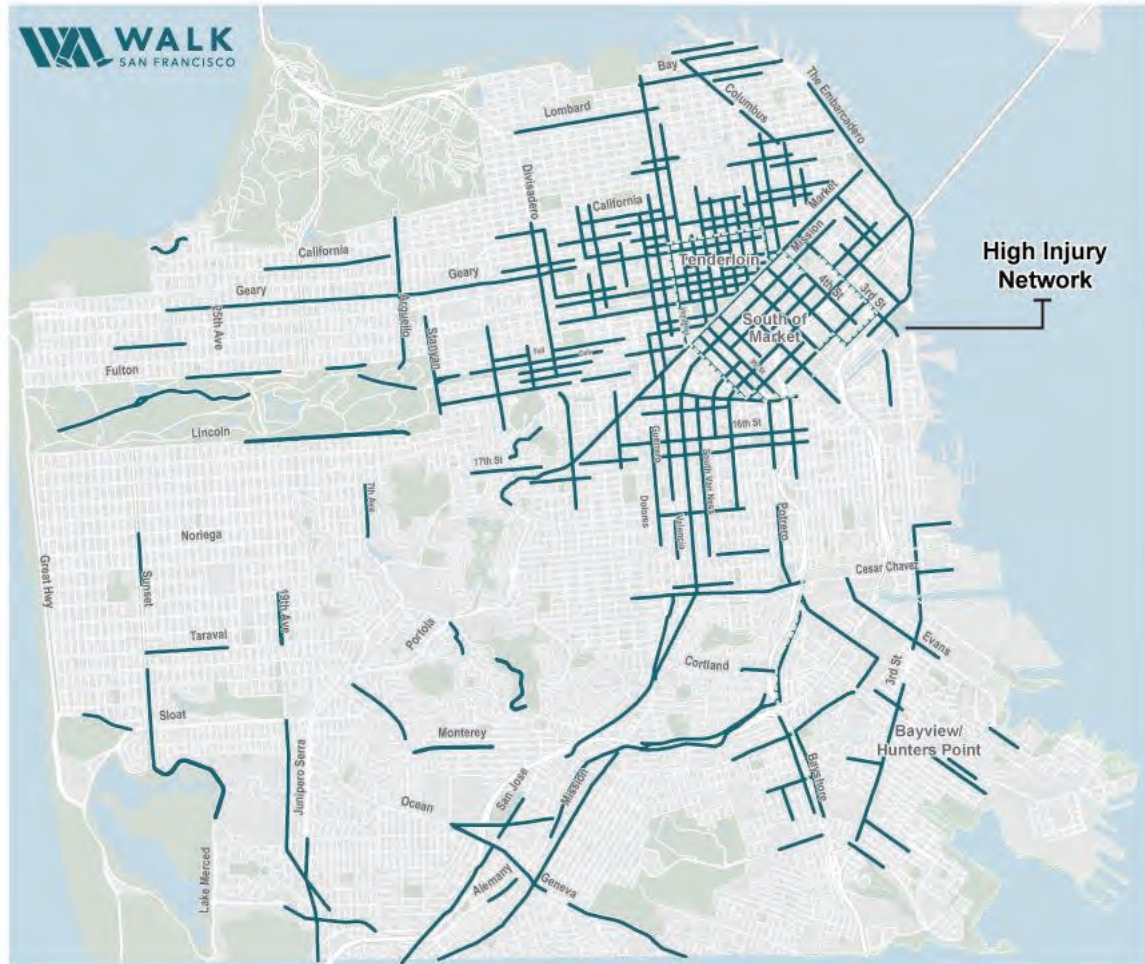 WALK
SAN FRANCISCO
Bay
The Embarcadero
Columbus
Lombard
Divisadero
Market
California
Mission
California
High Injury
Network
Tenderloin
Geary
Geary
4th St
3rd St
25th Ave
Arguello
Stanyan
South of
Market
Fell
Oak
Fulton
Lincoln
16th St
Guerrero
17th St
South Van Ness
7th Ave
Dolores
Valencia
Potrero
Noriega
Great Hwy
Sunset
Cesar Chavez
19th Ave
Taraval
Portola
Evans
Cortland
3rd St
Sloat
Monterey
Bayview/
Hunters Point
Junipero Serra
San Jose
Mission
Bayshore
Ocean
Lake Merced
Alemany
Geneva